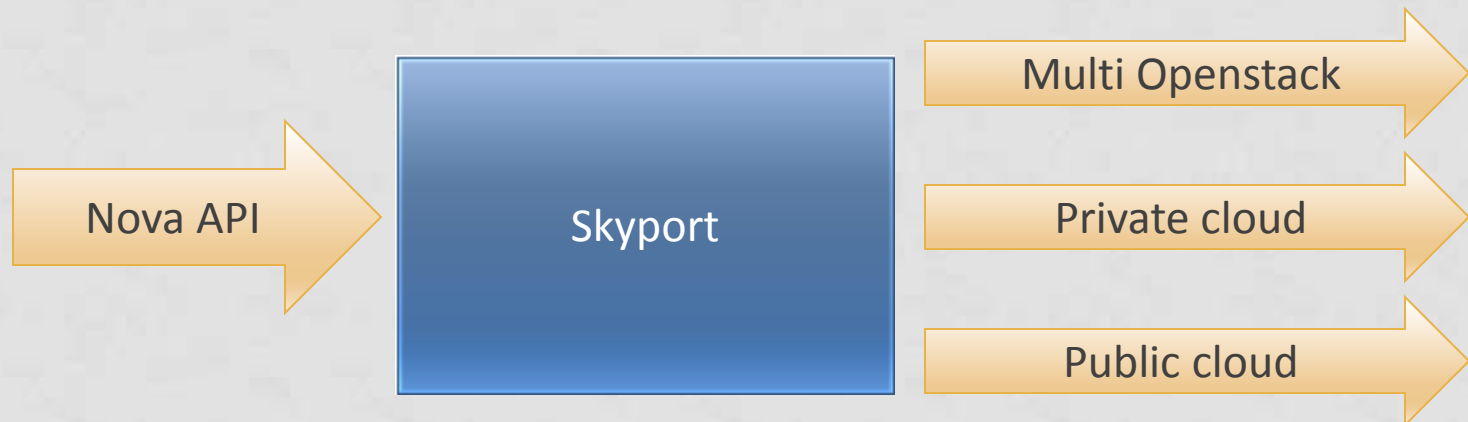 Nova API
Skyport
Multi Openstack
Private cloud
Public cloud